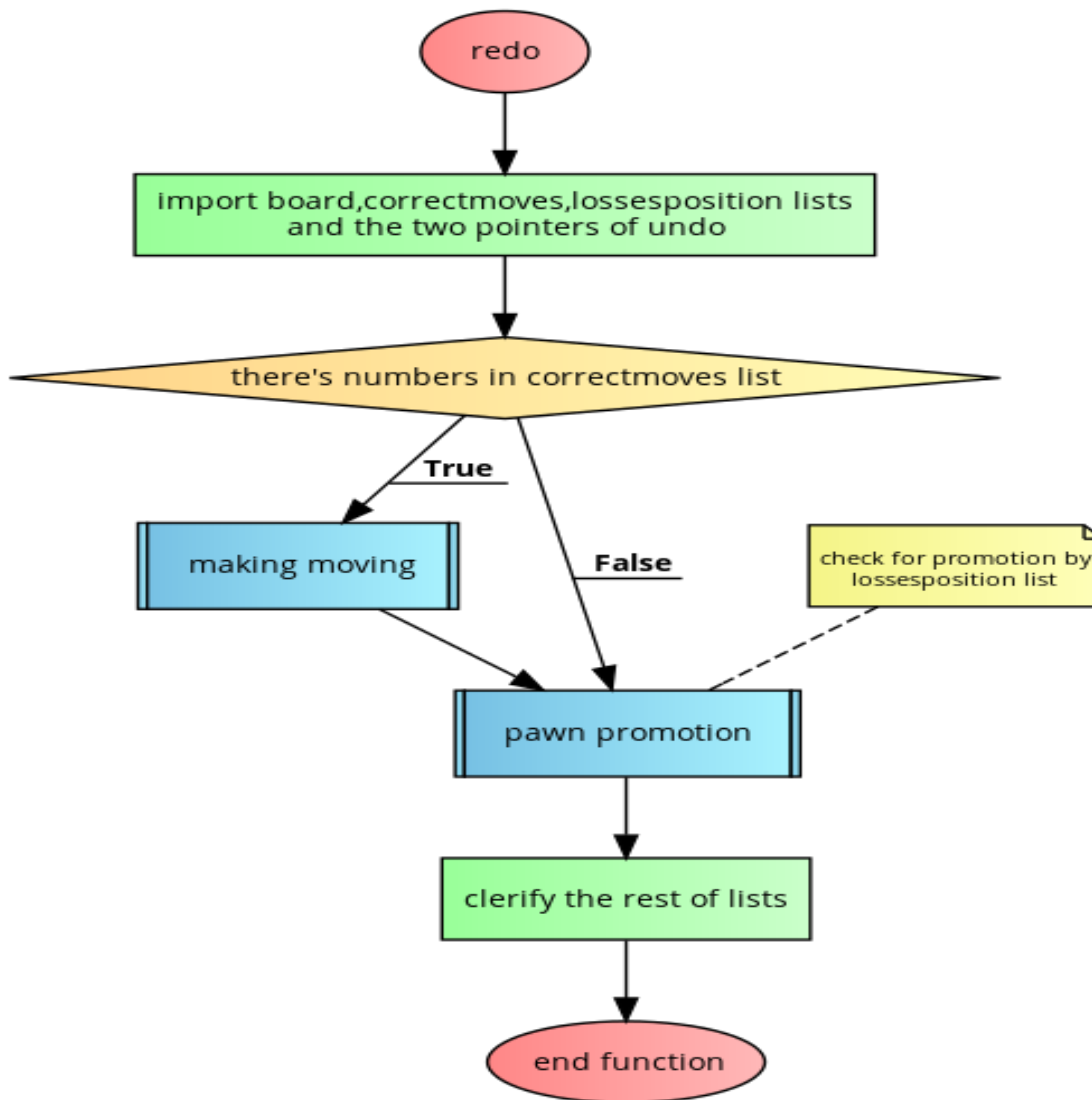 redo
import board,correctmoves,lossesposition lists
and the two pointers of undo
there's numbers in correctmoves list
True
making moving
False
check for promotion by
lossesposition list
pawn promotion
clerify the rest of lists
end function